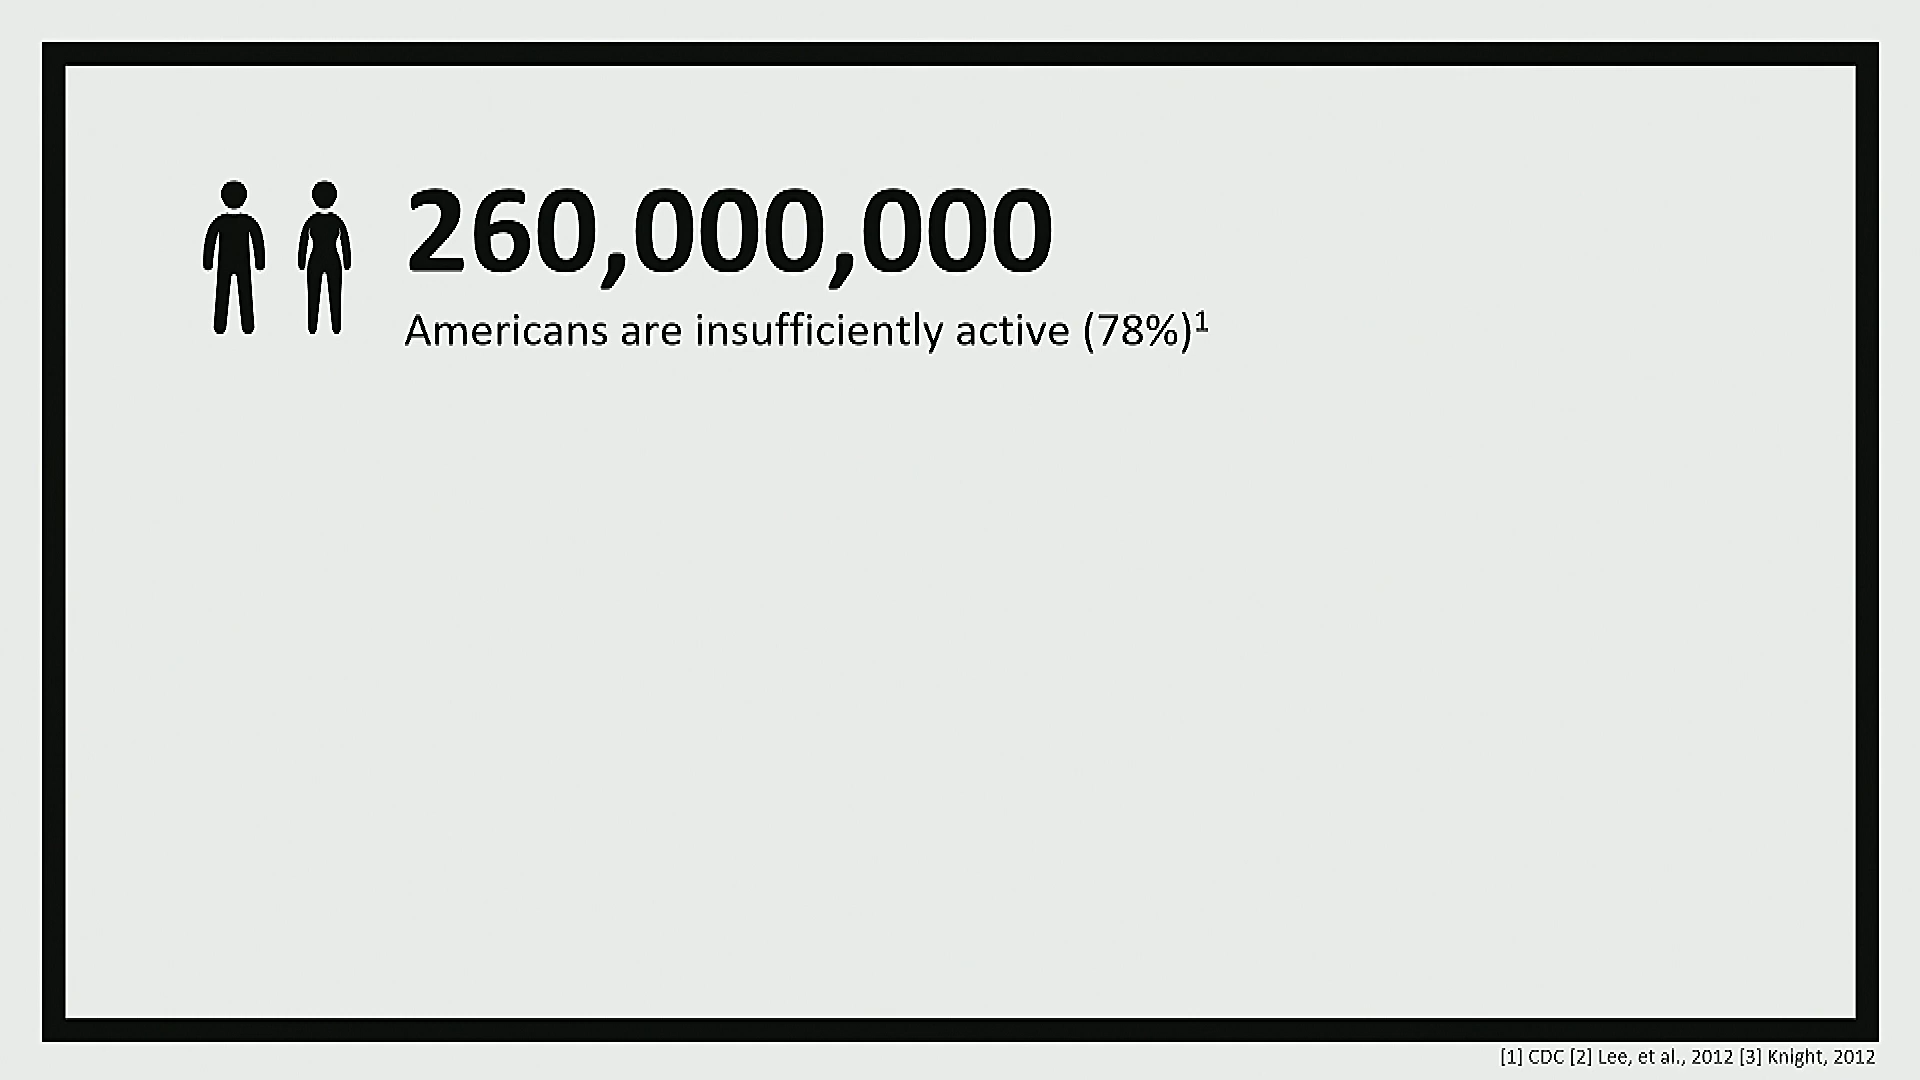 260,000,000
Americans are insufficiently active (78%)¹
[1] CDC [2] Lee, et al., 2012 [3] Knight, 2012